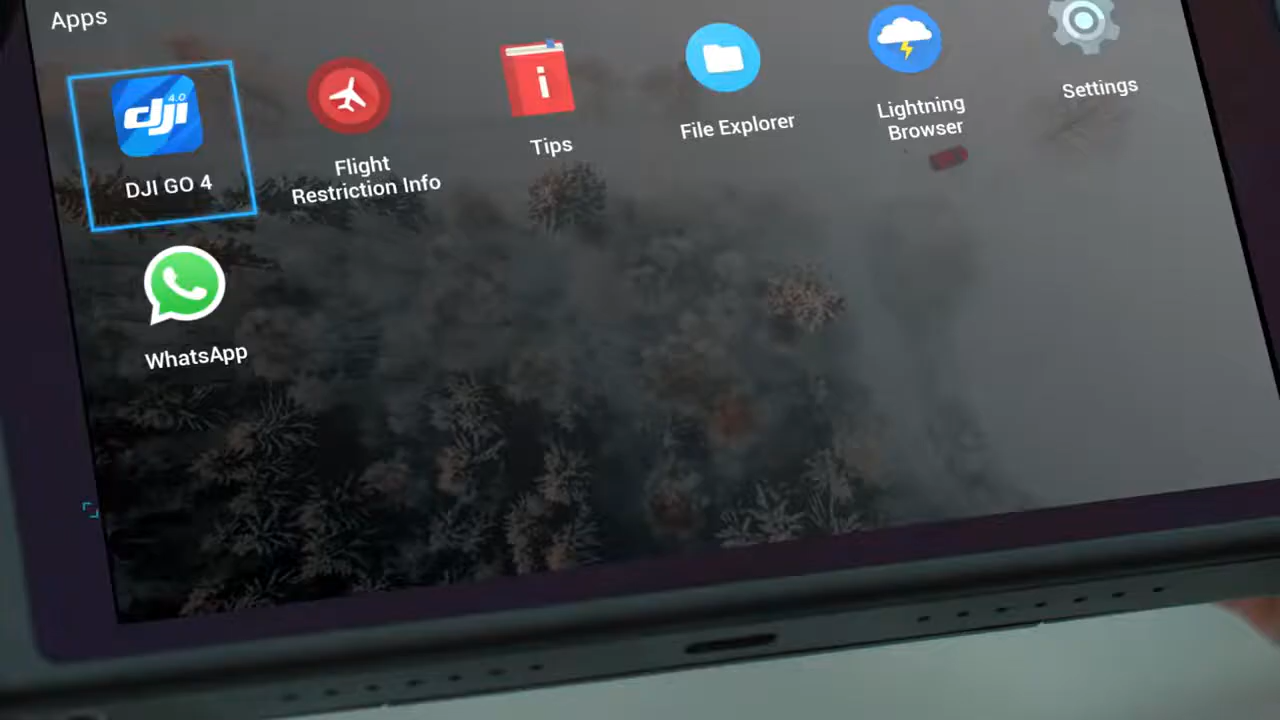 Apps
dji 4.0
DJI GO 4
Flight
Restriction Info
i
Tips
File Explorer
Lightning
Browser
Settings
WhatsApp